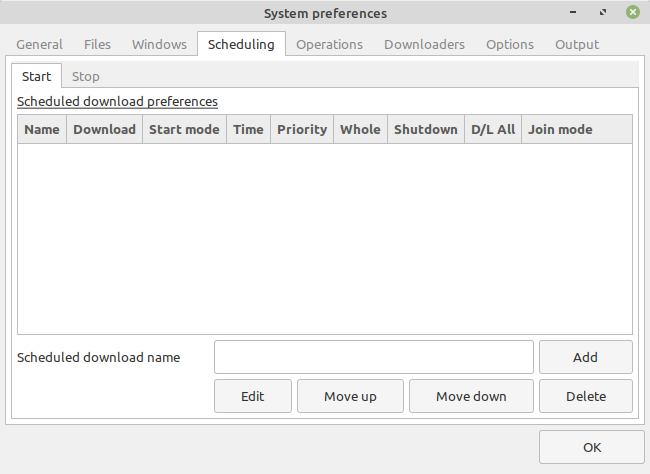 System preferences
General Files Windows Scheduling Operations Downloaders Options Output
Start Stop
Scheduled download preferences
Name Download Start mode Time Priority Whole Shutdown D/L All Join mode
Scheduled download name Add
Edit Move up Move down Delete
OK